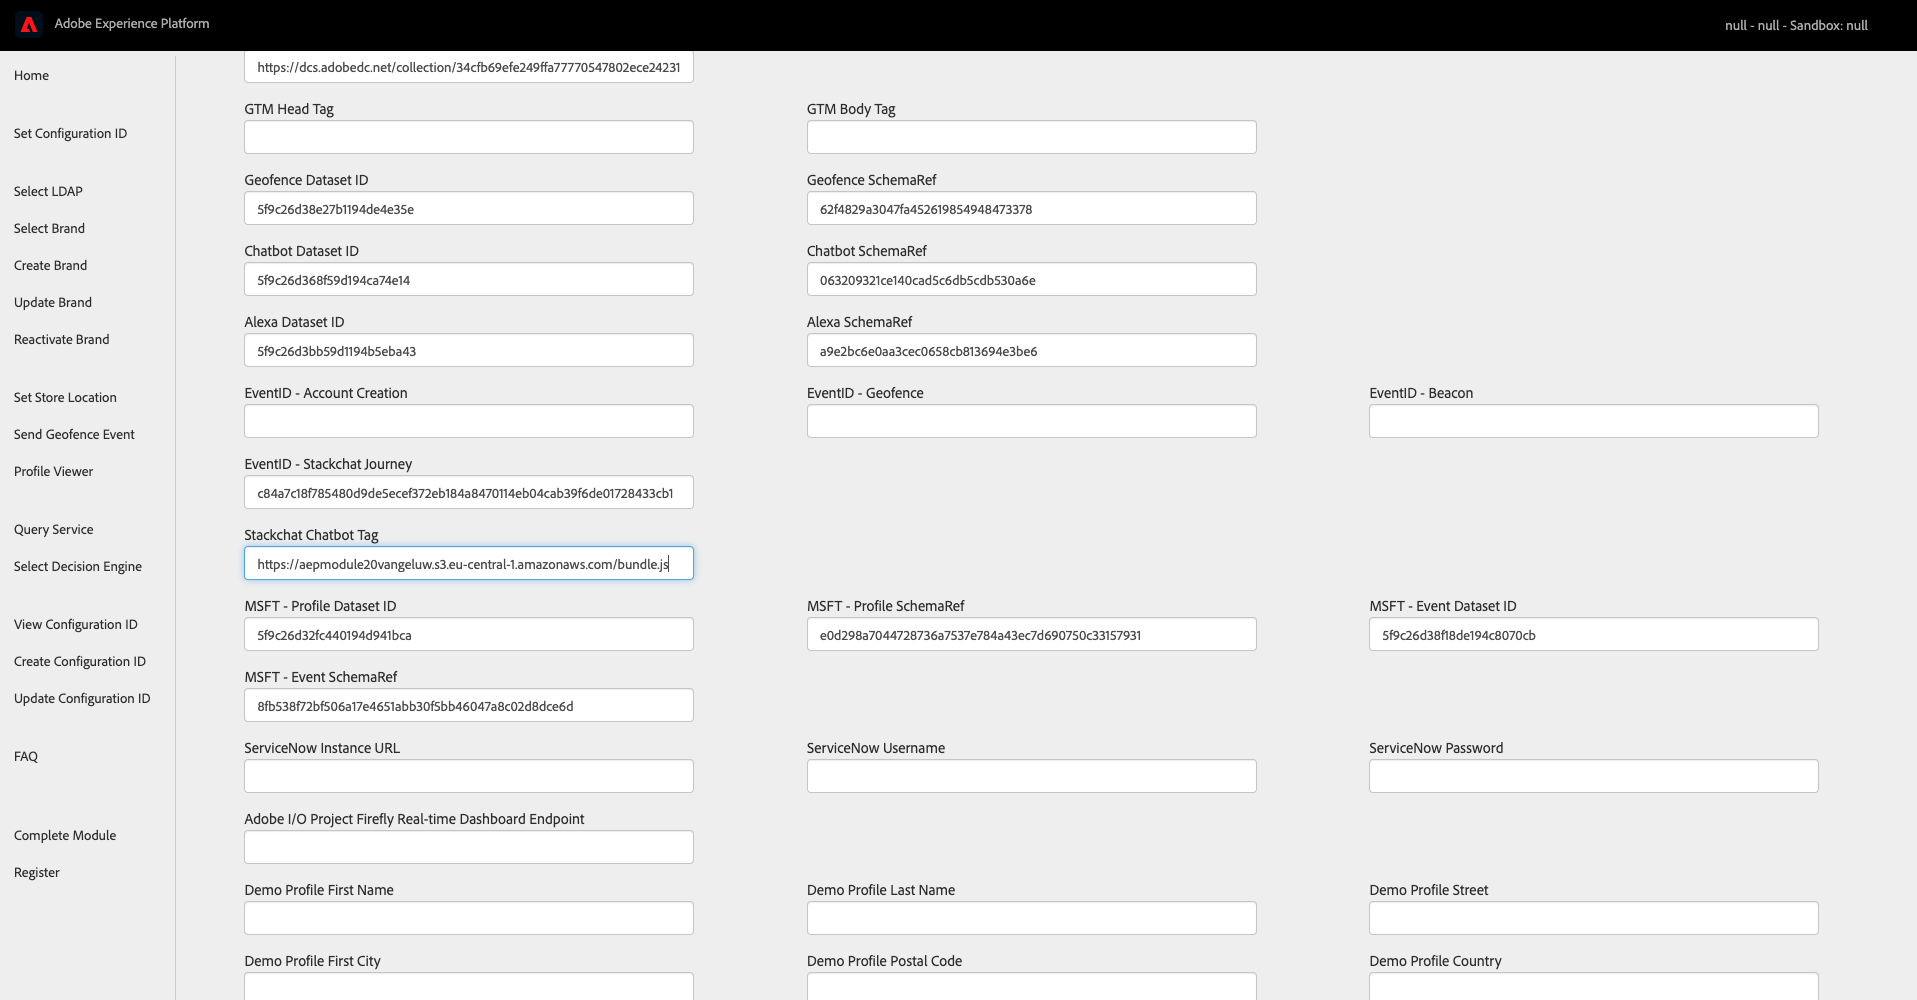 Adobe Experience Platform
null - null - Sandbox: null
Home
Set Configuration ID
Select LDAP
Select Brand
Create Brand
Update Brand
Reactivate Brand
Set Store Location
Send Geofence Event
Profile Viewer
Query Service
Select Decision Engine
View Configuration ID
Create Configuration ID
Update Configuration ID
FAQ
Complete Module
Register
https://dcs.adobedc.net/collection/34cfb69efe249ffa77770547802ece24231
GTM Head Tag
GTM Body Tag
Geofence Dataset ID
Geofence SchemaRef
5f9c26d38e27b1194de4e35e
62f4829a3047fa452619854948473378
Chatbot Dataset ID
Chatbot SchemaRef
5f9c26d368f59d194ca74e14
063209321ce140cad5c6db5cdb530a6e
Alexa Dataset ID
Alexa SchemaRef
5f9c26d3bb59d1194b5eba43
a9e2bc6e0aa3cec0658cb813694e3be6
EventID - Account Creation
EventID - Geofence
EventID - Beacon
EventID - Stackchat Journey
c84a7c18f785480d9de5ecef372eb184a8470114eb04cab39f6de01728433cb1
Stackchat Chatbot Tag
https://aepmodule20vangeluw.s3.eu-central-1.amazonaws.com/bundle.js
MSFT - Profile Dataset ID
MSFT - Profile SchemaRef
MSFT - Event Dataset ID
5f9c26d32fc440194d941bca
e0d298a7044728736a7537e784a43ec7d690750c33157931
5f9c26d38f18de194c8070cb
MSFT - Event SchemaRef
8fb538f72bf506a17e4651abb30f5bb46047a8c02d8dce6d
ServiceNow Instance URL
ServiceNow Username
ServiceNow Password
Adobe I/O Project Firefly Real-time Dashboard Endpoint
Demo Profile First Name
Demo Profile Last Name
Demo Profile Street
Demo Profile First City
Demo Profile Postal Code
Demo Profile Country